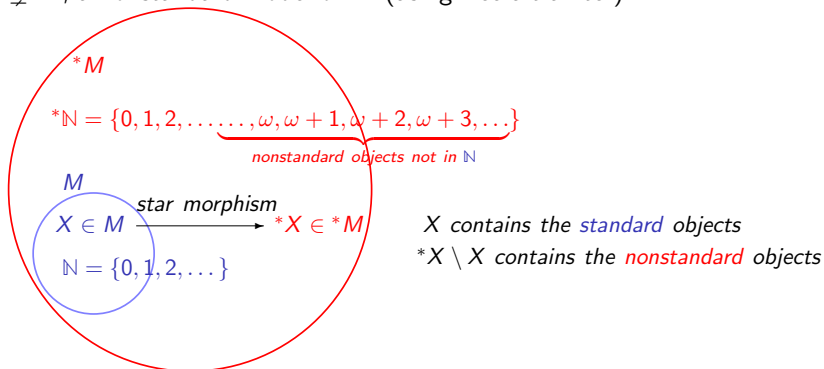 *M
*ℕ = {0, 1, 2, . . . . . . , ω, ω + 1, ω + 2, ω + 3, . . .}
nonstandard objects not in ℕ
M
star morphism
X ∈ M *X ∈ *M X contains the standard objects
*X \ X contains the nonstandard objects
ℕ = {0, 1, 2, . . . }